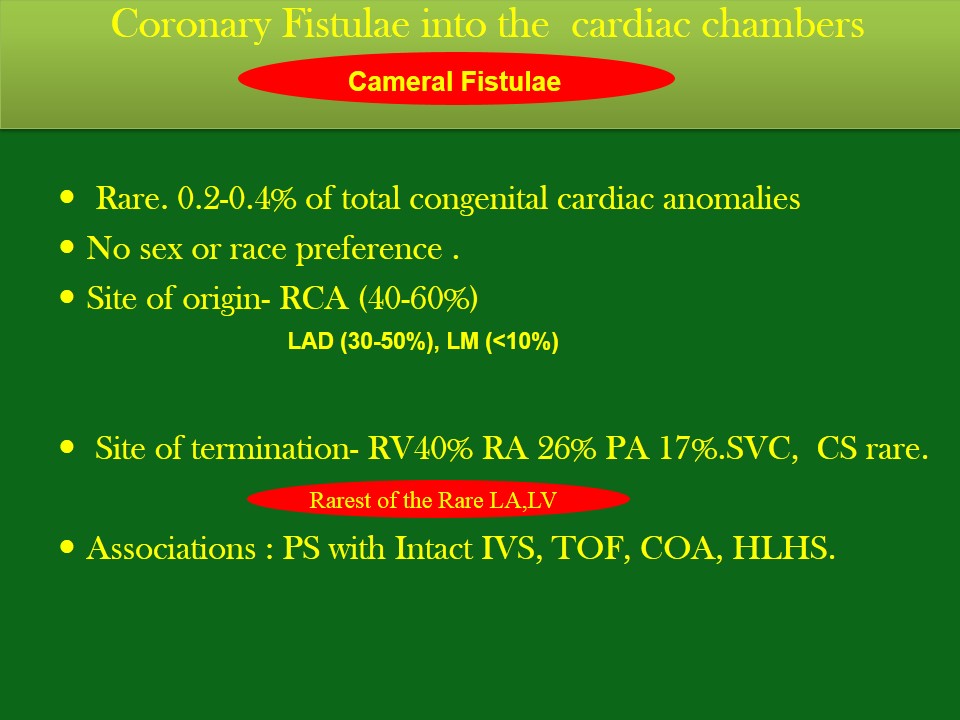 Coronary Fistulae into the cardiac chambers
Cameral Fistulae
• Rare. 0.2-0.4% of total congenital cardiac anomalies
• No sex or race preference .
• Site of origin- RCA (40-60%)
LAD (30-50%), LM (<10%)
• Site of termination- RV40% RA 26% PA 17%.SVC, CS rare.
Rarest of the Rare LA,LV
• Associations : PS with Intact IVS, TOF, COA, HLHS.